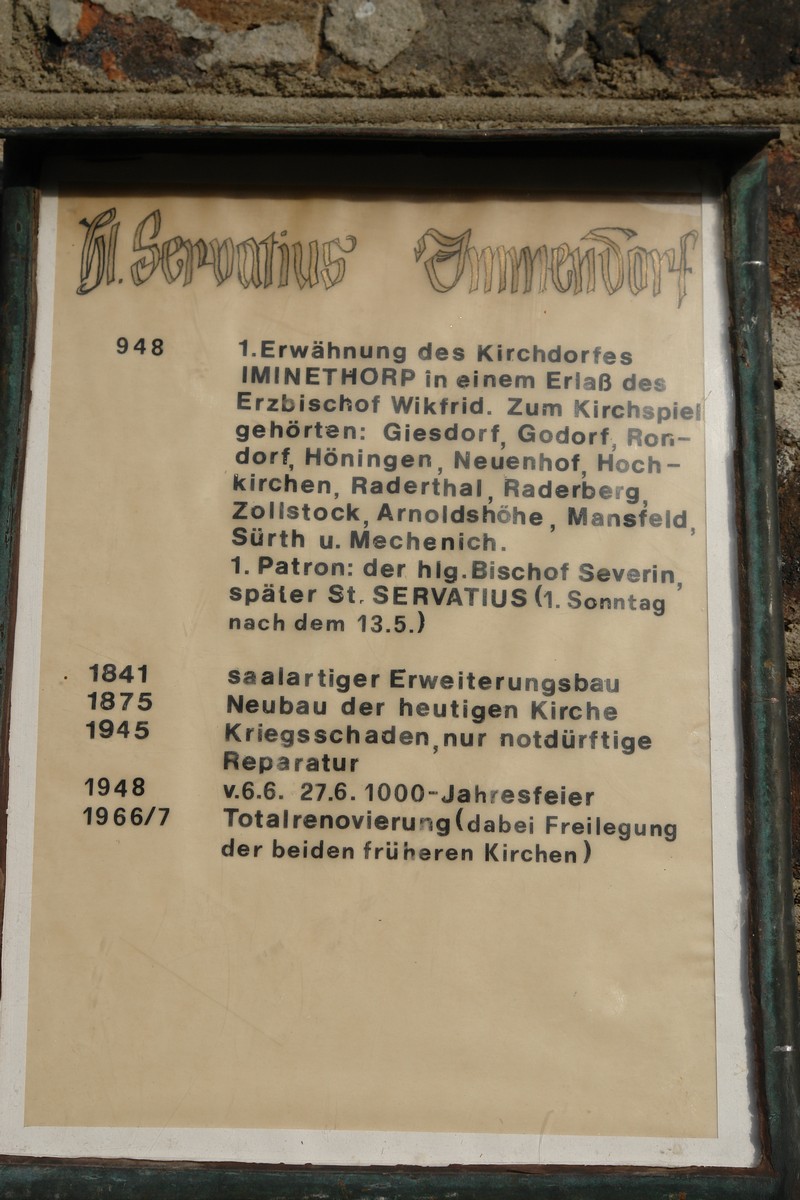 Hl. Servatius Immendorf
948 1.Erwähnung des Kirchdorfes
IMINETHORP in einem Erlaß des
Erzbischof Wikfrid. Zum Kirchspiel
gehörten: Giesdorf, Godorf, Ron-
dorf, Höningen, Neuenhof, Hoch-
kirchen, Raderthal, Raderberg,
Zollstock, Arnoldshöhe, Mansfeld,
Sürth u. Mechenich.
1. Patron: der hlg. Bischof Severin,
später St. SERVATIUS (1. Sonntag
nach dem 13.5.)
1841 saalartiger Erweiterungsbau
1875 Neubau der heutigen Kirche
1945 Kriegsschaden, nur notdürftige
Reparatur
1948 v.6.6. 27.6. 1000-Jahresfeier
1966/7 Totalrenovierung (dabei Freilegung
der beiden früheren Kirchen)